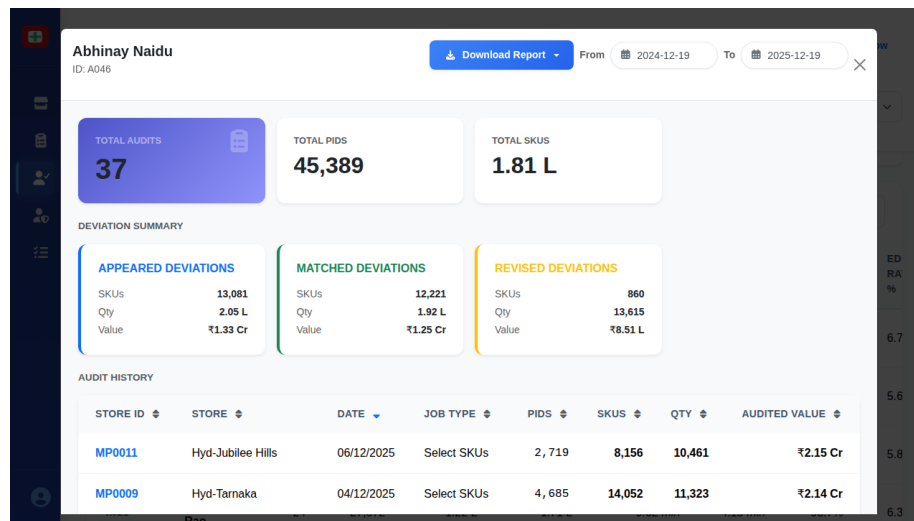 Abhinay Naidu
ID: A046
Download Report
From 2024-12-19 To 2025-12-19
TOTAL AUDITS
37
TOTAL PIDS
45,389
TOTAL SKUS
1.81 L
DEVIATION SUMMARY
APPEARED DEVIATIONS
SKUs 13,081
Qty 2.05 L
Value ₹1.33 Cr
MATCHED DEVIATIONS
SKUs 12,221
Qty 1.92 L
Value ₹1.25 Cr
REVISED DEVIATIONS
SKUs 860
Qty 13,615
Value ₹8.51 L
AUDIT HISTORY
STORE ID STORE DATE JOB TYPE PIDS SKUS QTY AUDITED VALUE
MP0011 Hyd-Jubilee Hills 06/12/2025 Select SKUs 2,719 8,156 10,461 ₹2.15 Cr
MP0009 Hyd-Tarnaka 04/12/2025 Select SKUs 4,685 14,052 11,323 ₹2.14 Cr
ED
RA
%
6.7
5.6
5.8
6.3